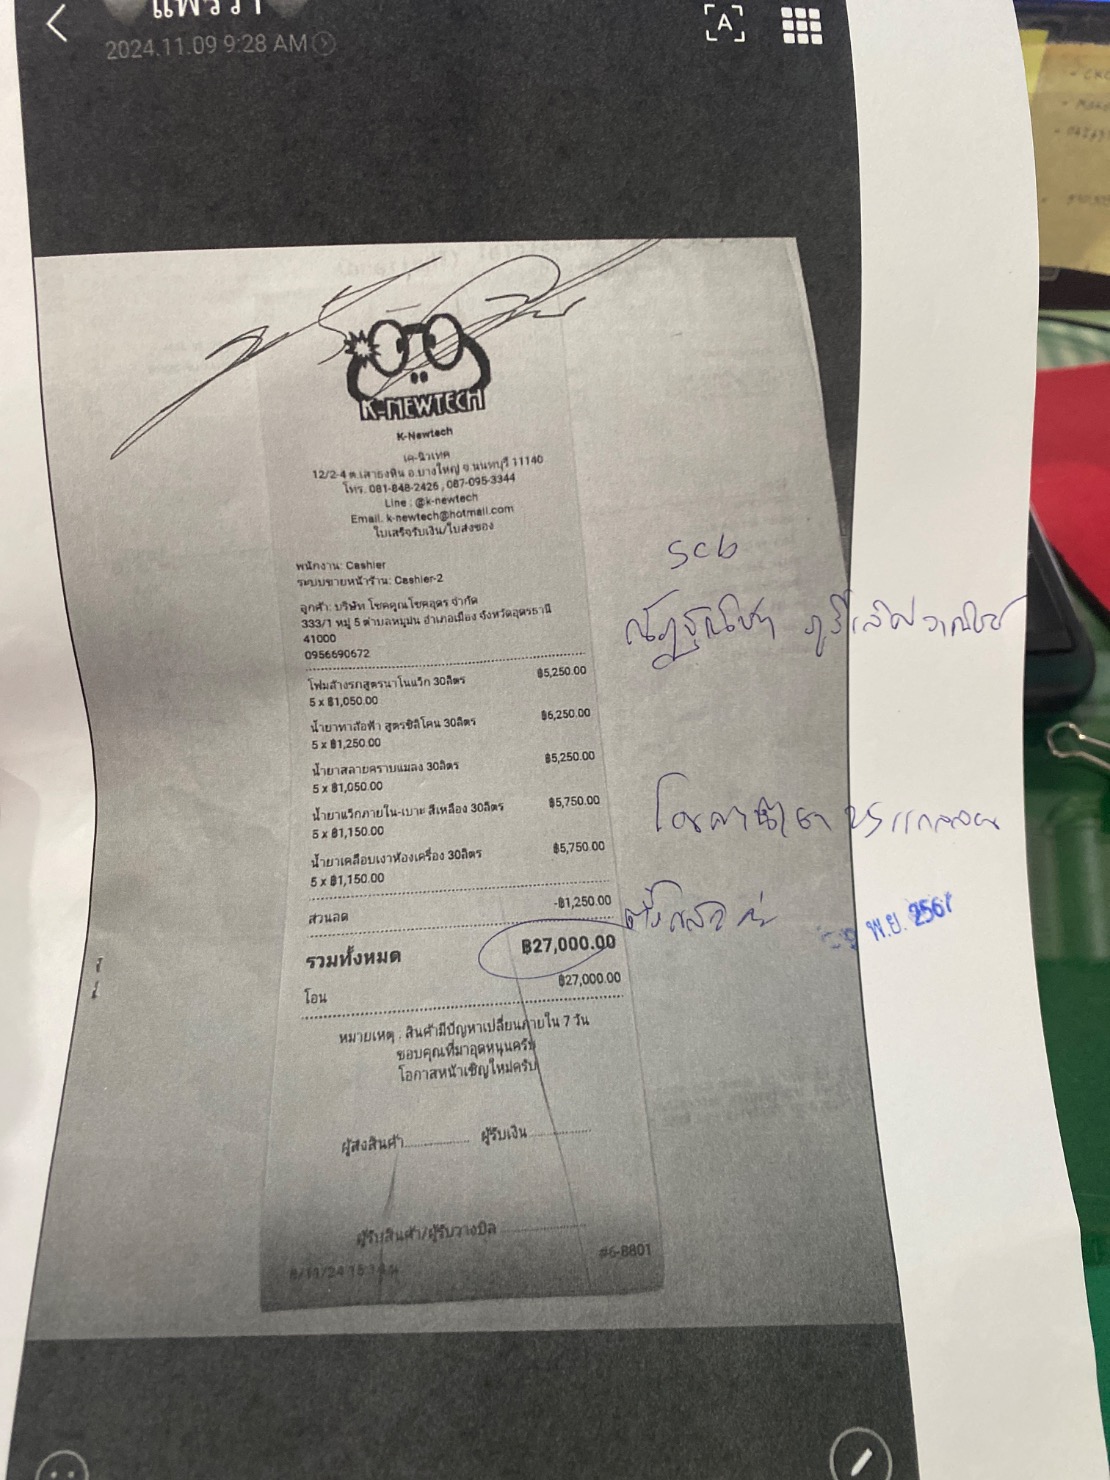 แพรวา
2024.11.09 9:28 AM
A
K-NEWTECH
K-Newtech
เค-นิวเทค
12/2-4 ต.เสาธงหิน อ.บางใหญ่ จ.นนทบุรี 11140
โทร. 081-848-2426 , 087-095-3344
Line : @k-newtech
Email. k-newtech@hotmail.com
ใบเสร็จรับเงิน/ใบส่งของ
พนักงาน: Cashier
ระบบขายหน้าร้าน: Cashier-2
ลูกค้า: บริษัท โชคคูณโชคอุดร จำกัด
333/1 หมู่ 5 ตำบลหมูม่น อำเภอเมือง จังหวัดอุดรธานี
41000
0956690672
โฟมล้างรถสูตรนาโนแว๊ก 30ลิตร ฿5,250.00
5 x ฿1,050.00
น้ำยาทาล้อฟ้า สูตรซิลิโคน 30ลิตร ฿6,250.00
5 x ฿1,250.00
น้ำยาสลายคราบแมลง 30ลิตร ฿5,250.00
5 x ฿1,050.00
น้ำยาแว๊กภายใน-เบาะ สีเหลือง 30ลิตร ฿5,750.00
5 x ฿1,150.00
น้ำยาเคลือบเงาห้องเครื่อง 30ลิตร ฿5,750.00
5 x ฿1,150.00
ส่วนลด -฿1,250.00
รวมทั้งหมด ฿27,000.00
โอน ฿27,000.00
หมายเหตุ . สินค้ามีปัญหาเปลี่ยนภายใน 7 วัน
ขอบคุณที่มาอุดหนุนครับ
โอกาสหน้าเชิญใหม่ครับ
ผู้ส่งสินค้า................ ผู้รับเงิน................
ผู้รับสินค้า/ผู้รับวางบิล ......................
#6-8801
scb
พ.ย. 2567